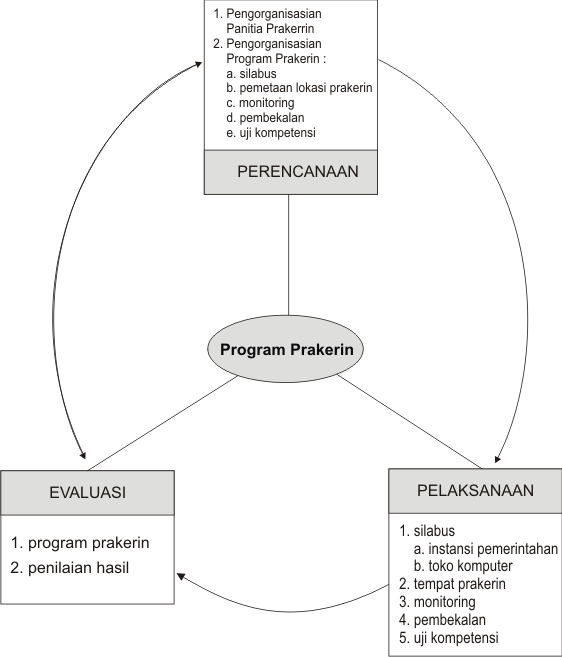 1. Pengorganisasian
Panitia Prakerrin
2. Pengorganisasian
Program Prakerin :
a. silabus
b. pemetaan lokasi prakerin
c. monitoring
d. pembekalan
e. uji kompetensi
PERENCANAAN
Program Prakerin
EVALUASI
1. program prakerin
2. penilaian hasil
PELAKSANAAN
1. silabus
a. instansi pemerintahan
b. toko komputer
2. tempat prakerin
3. monitoring
4. pembekalan
5. uji kompetensi